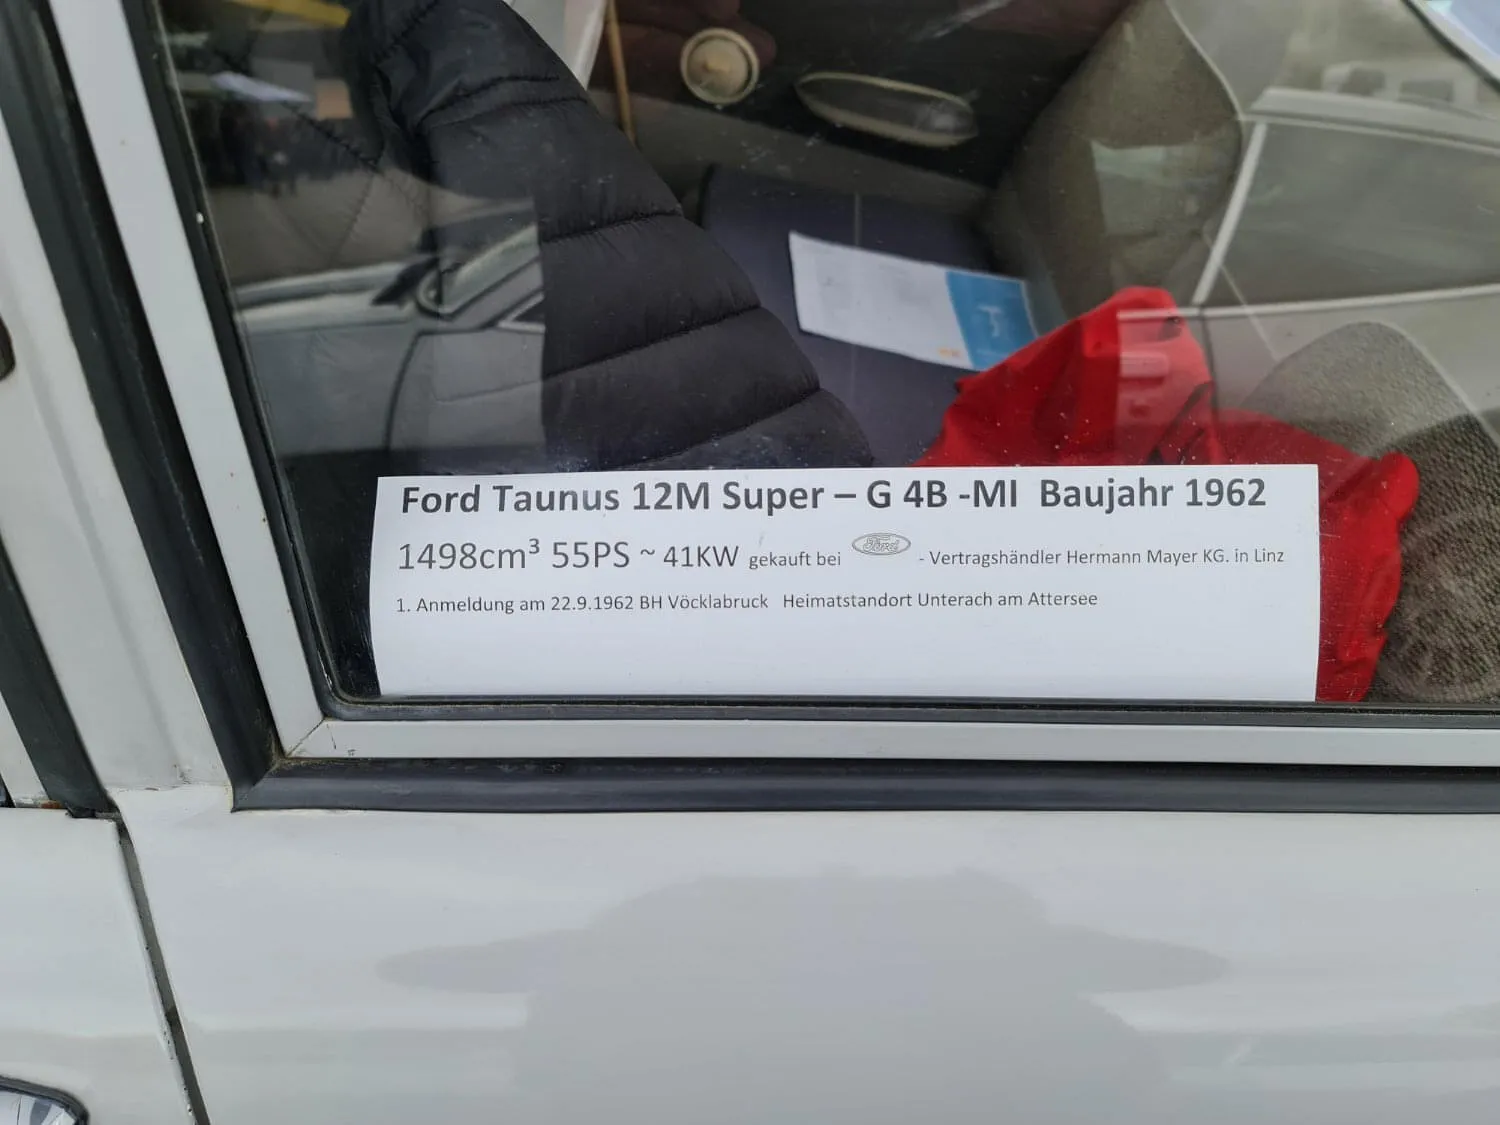 Ford Taunus 12M Super – G 4B -MI Baujahr 1962
1498cm³ 55PS ~ 41KW gekauft bei Ford - Vertragshändler Hermann Mayer KG. in Linz
1. Anmeldung am 22.9.1962 BH Vöcklabruck Heimatstandort Unterach am Attersee